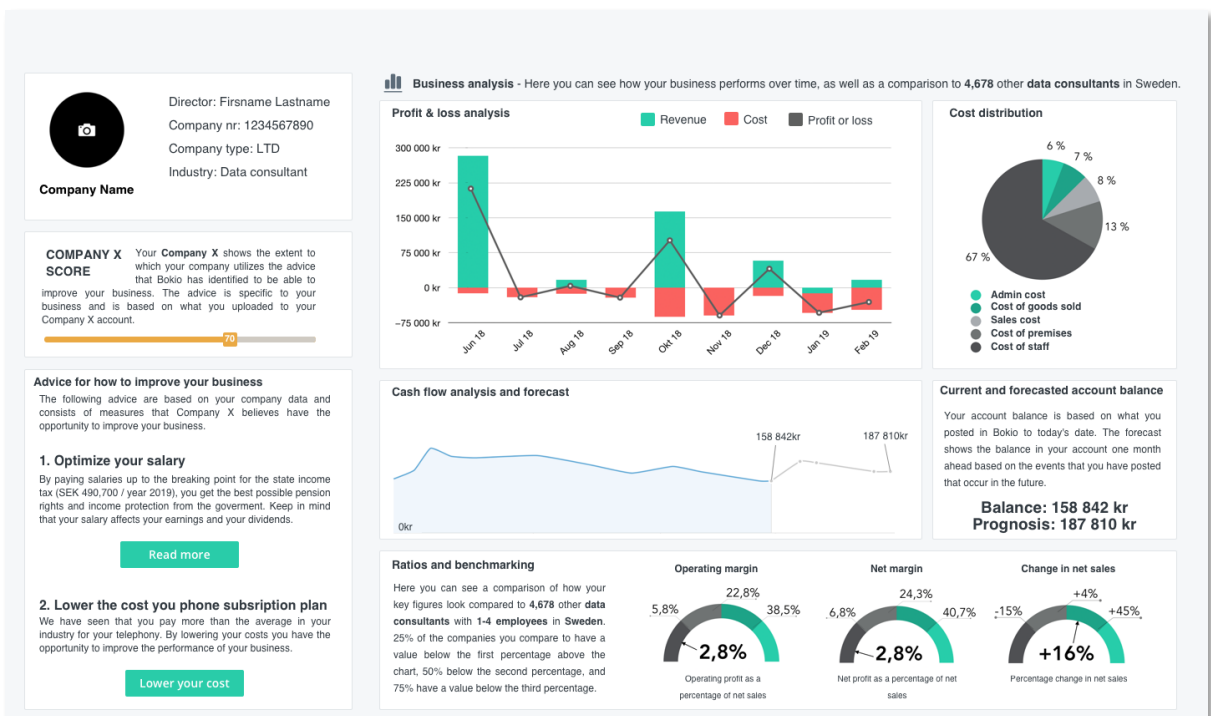 Business analysis - Here you can see how your business performs over time, as well as a comparison to 4,678 other data consultants in Sweden.
Director: Firsname Lastname
Company nr: 1234567890
Company type: LTD
Industry: Data consultant
Company Name
COMPANY X
SCORE
Your Company X shows the extent to
which your company utilizes the advice
that Bokio has identified to be able to
improve your business. The advice is specific to your
business and is based on what you uploaded to your
Company X account.
70
Advice for how to improve your business
The following advice are based on your company data and
consists of measures that Company X believes have the
opportunity to improve your business.
1. Optimize your salary
By paying salaries up to the breaking point for the state income
tax (SEK 490,700 / year 2019), you get the best possible pension
rights and income protection from the goverment. Keep in mind
that your salary affects your earnings and your dividends.
Read more
2. Lower the cost you phone subsription plan
We have seen that you pay more than the average in your
industry for your telephony. By lowering your costs you have the
opportunity to improve the performance of your business.
Lower your cost
Profit & loss analysis
Revenue
Cost
Profit or loss
300 000 kr
225 000 kr
150 000 kr
75 000 kr
0 kr
−75 000 kr
Jun 18
Jul 18
Aug 18
Sep 18
Okt 18
Nov 18
Dec 18
Jan 19
Feb 19
Cost distribution
6 %
7 %
8 %
13 %
67 %
Admin cost
Cost of goods sold
Sales cost
Cost of premises
Cost of staff
Cash flow analysis and forecast
158 842kr
187 810kr
0kr
Current and forecasted account balance
Your account balance is based on what you
posted in Bokio to today's date. The forecast
shows the balance in your account one month
ahead based on the events that you have posted
that occur in the future.
Balance: 158 842 kr
Prognosis: 187 810 kr
Ratios and benchmarking
Here you can see a comparison of how your
key figures look compared to 4,678 other data
consultants with 1-4 employees in Sweden.
25% of the companies you compare to have a
value below the first percentage above the
chart, 50% below the second percentage, and
75% have a value below the third percentage.
Operating margin
5,8%
22,8%
38,5%
2,8%
Operating profit as a
percentage of net sales
Net margin
6,8%
24,3%
40,7%
2,8%
Net profit as a percentage of net
sales
Change in net sales
-15%
+4%
+45%
+16%
Percentage change in net sales